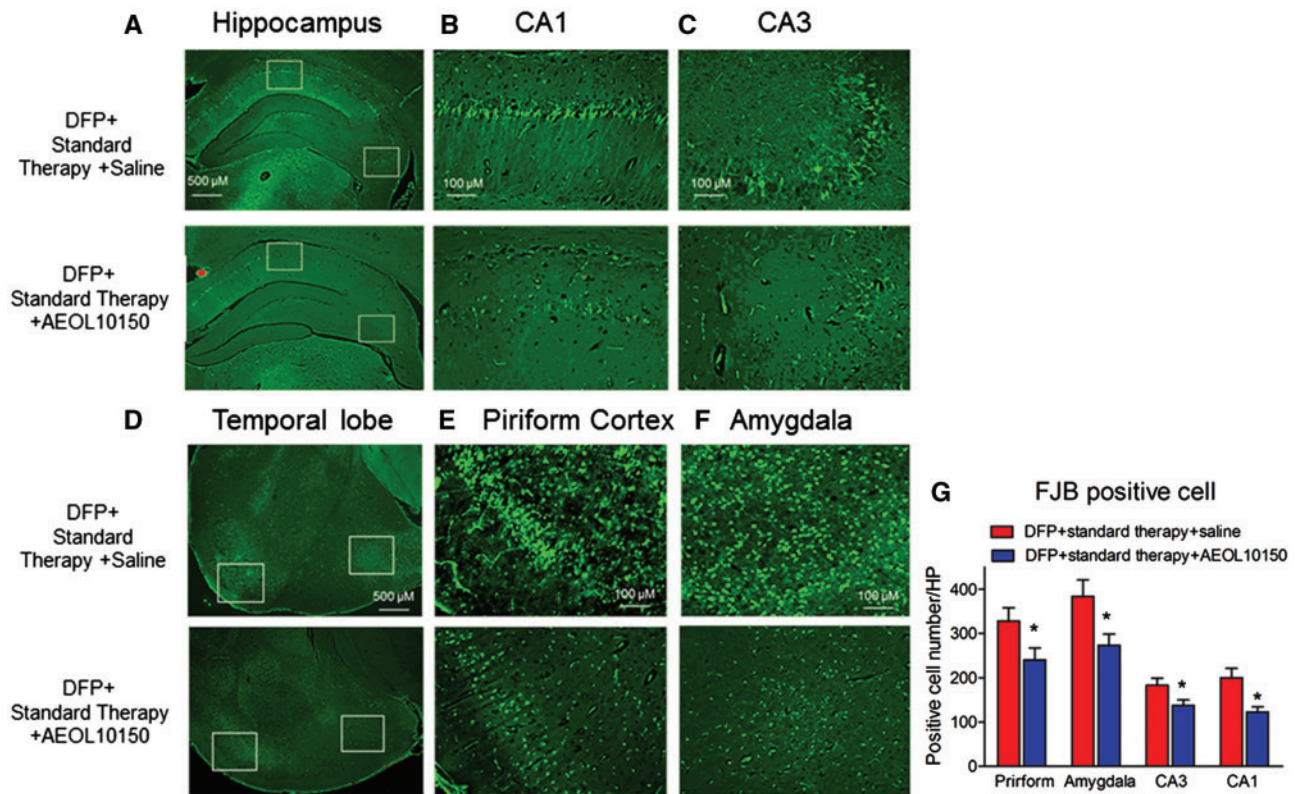 A Hippocampus B CA1 C CA3
DFP+
Standard
Therapy +Saline
500 µM
100 µM
100 µM
DFP+
Standard Therapy
+AEOL10150
D Temporal lobe E Piriform Cortex F Amygdala
DFP+
Standard
Therapy +Saline
500 µM
100 µM
100 µM
DFP+
Standard Therapy
+AEOL10150
G FJB positive cell
DFP+standard therapy+saline
DFP+standard therapy+AEOL10150
Positive cell number/HP
400
300
200
100
0
* * * *
Prirform Amygdala CA3 CA1